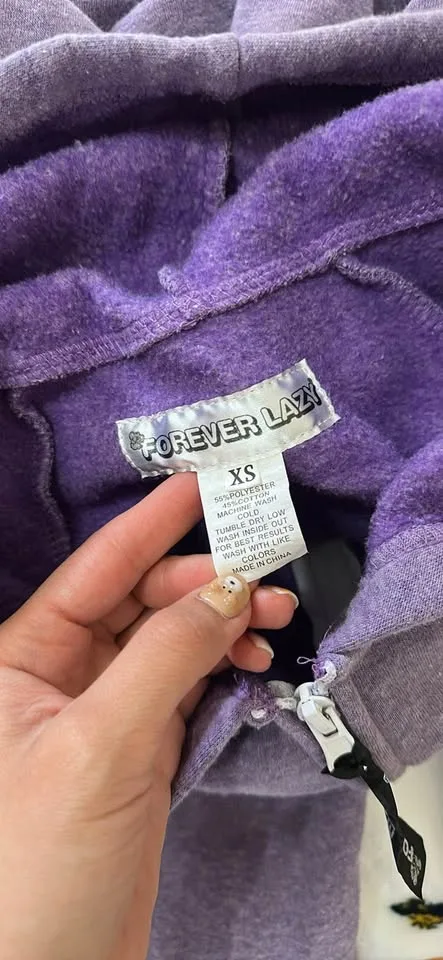 FOREVER LAZY
XS
55%POLYESTER
45%COTTON
MACHINE WASH
COLD
TUMBLE DRY LOW
WASH INSIDE OUT
FOR BEST RESULTS
WASH WITH LIKE
COLORS
MADE IN CHINA